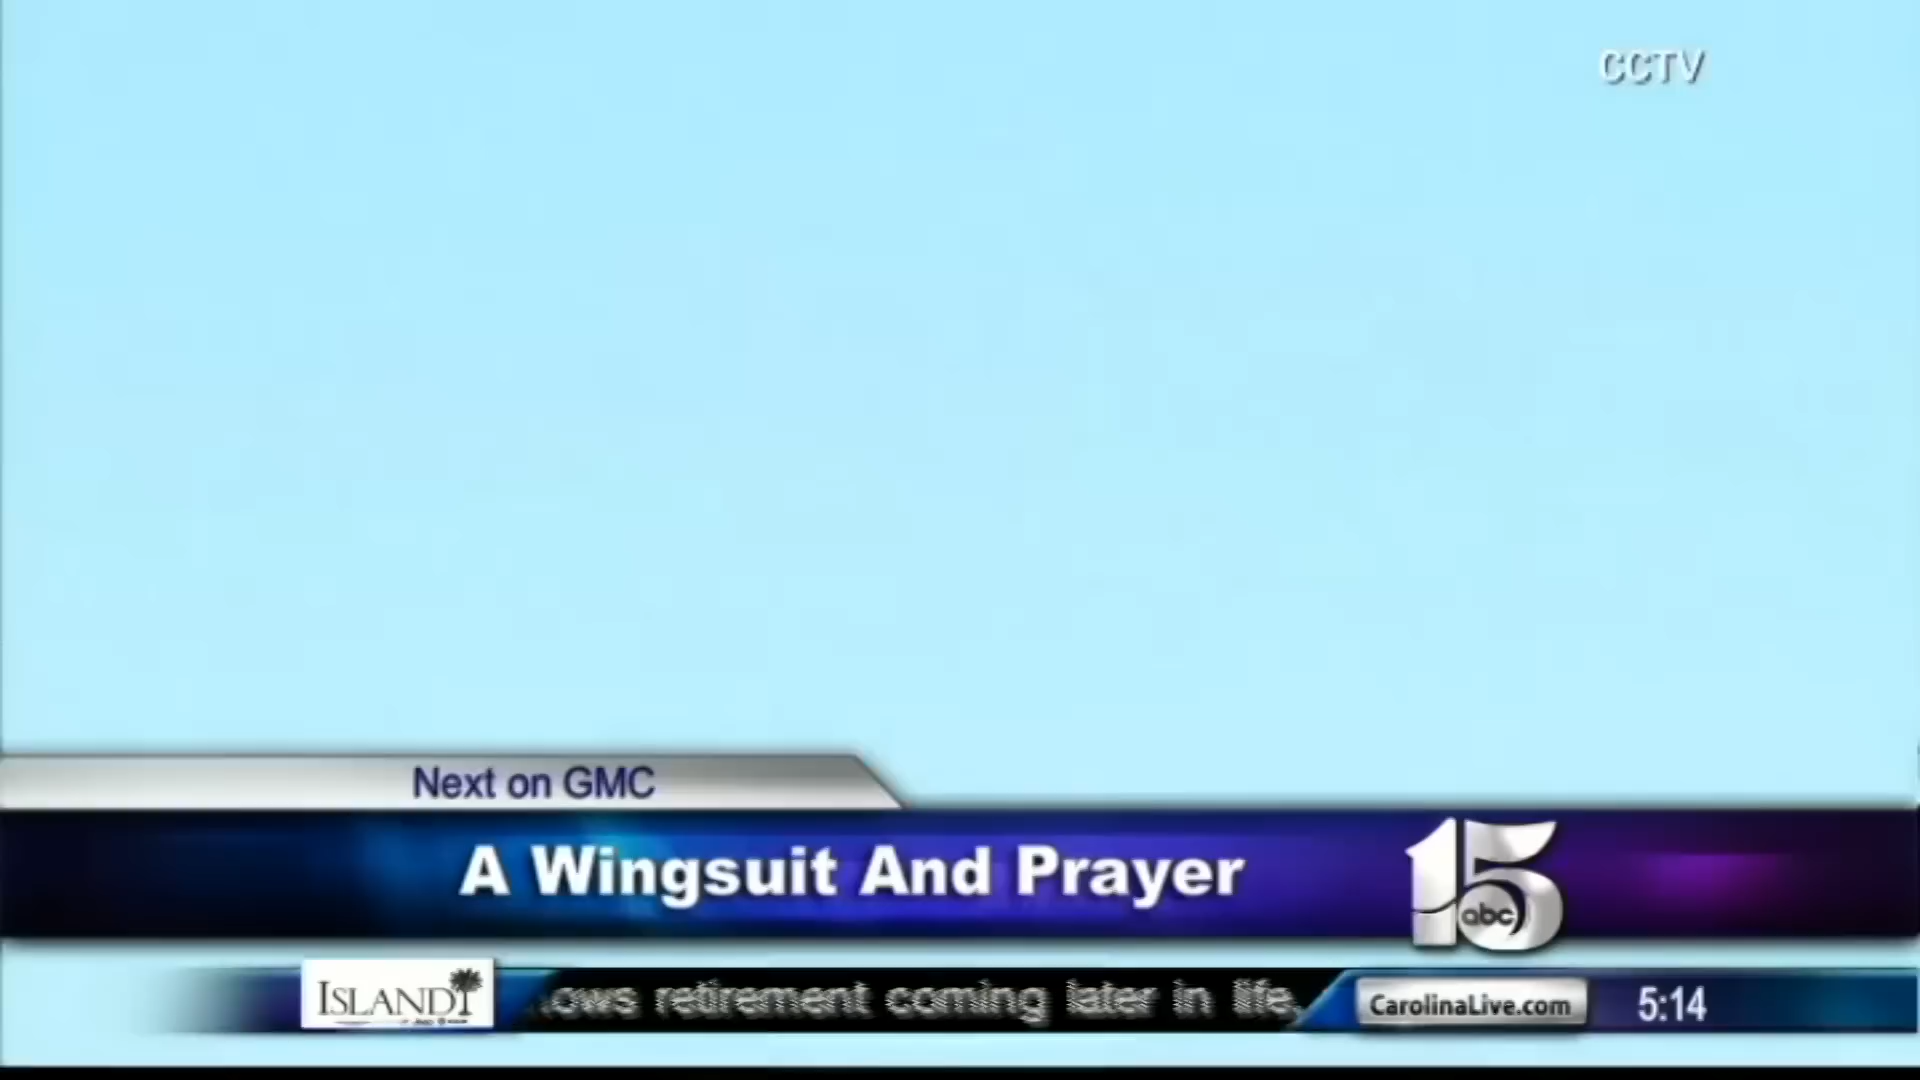 CCTV
Next on GMC
A Wingsuit And Prayer
15
abc
ISLAND
retirement coming later in life.
CarolinaLive.com
5:14